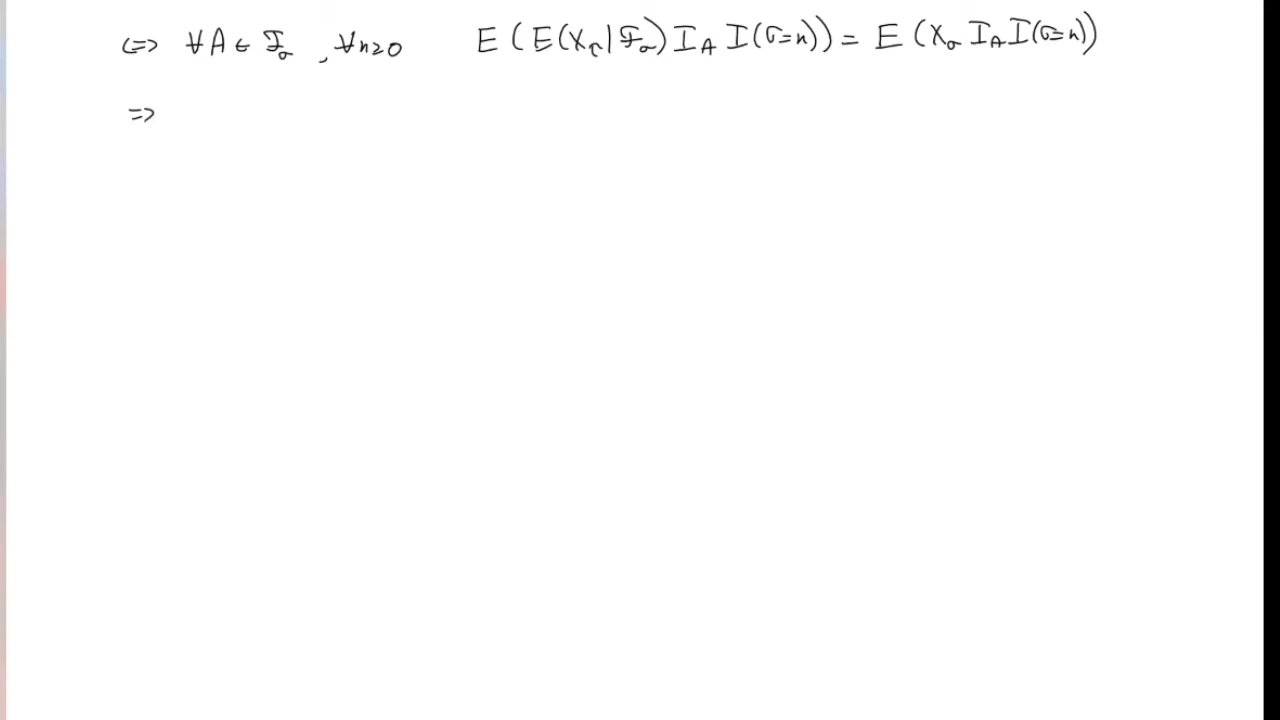 <=> ∀A ∈ ℱ_σ , ∀n≥0 E(E(X_τ|ℱ_σ) I_A I(σ=n)) = E(X_σ I_A I(σ=n))
=>